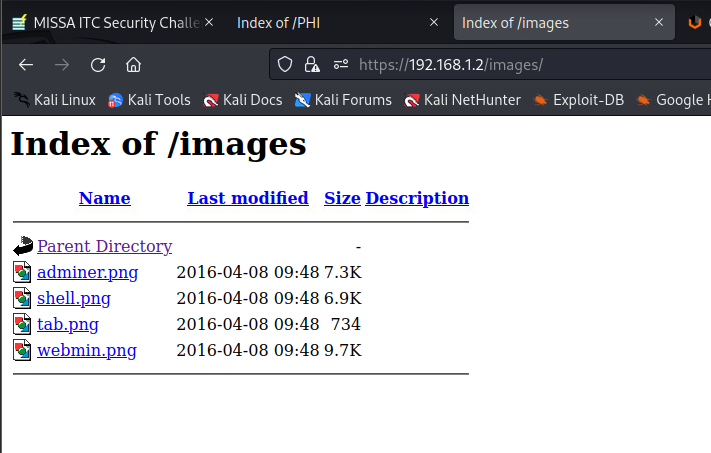 MISSA ITC Security Challe
Index of /PHI
Index of /images
https://192.168.1.2/images/
Kali Linux Kali Tools Kali Docs Kali Forums Kali NetHunter Exploit-DB Google H
Index of /images
Name Last modified Size Description
Parent Directory -
adminer.png 2016-04-08 09:48 7.3K
shell.png 2016-04-08 09:48 6.9K
tab.png 2016-04-08 09:48 734
webmin.png 2016-04-08 09:48 9.7K